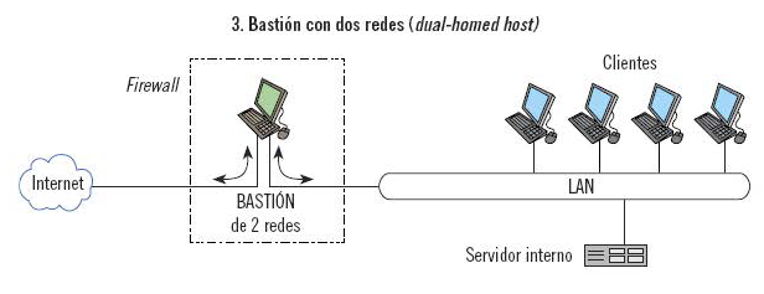 3. Bastión con dos redes (dual-homed host)
Clientes
Firewall
Internet
BASTIÓN
de 2 redes
LAN
Servidor interno